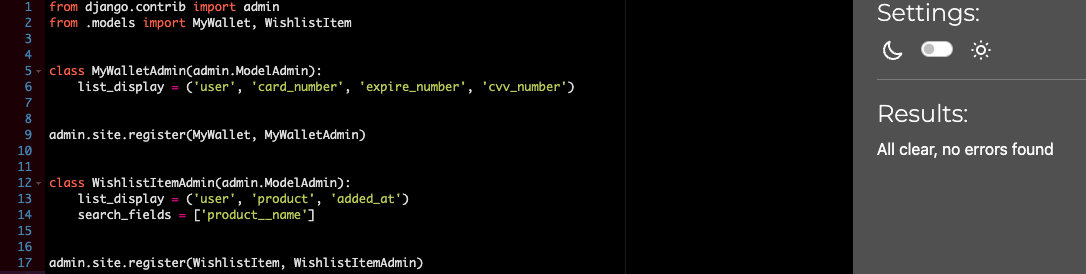 1 from django.contrib import admin
2 from .models import MyWallet, WishlistItem
3
4
5 class MyWalletAdmin(admin.ModelAdmin):
6 list_display = ('user', 'card_number', 'expire_number', 'cvv_number')
7
8
9 admin.site.register(MyWallet, MyWalletAdmin)
10
11
12 class WishlistItemAdmin(admin.ModelAdmin):
13 list_display = ('user', 'product', 'added_at')
14 search_fields = ['product__name']
15
16
17 admin.site.register(WishlistItem, WishlistItemAdmin)
Settings:
Results:
All clear, no errors found